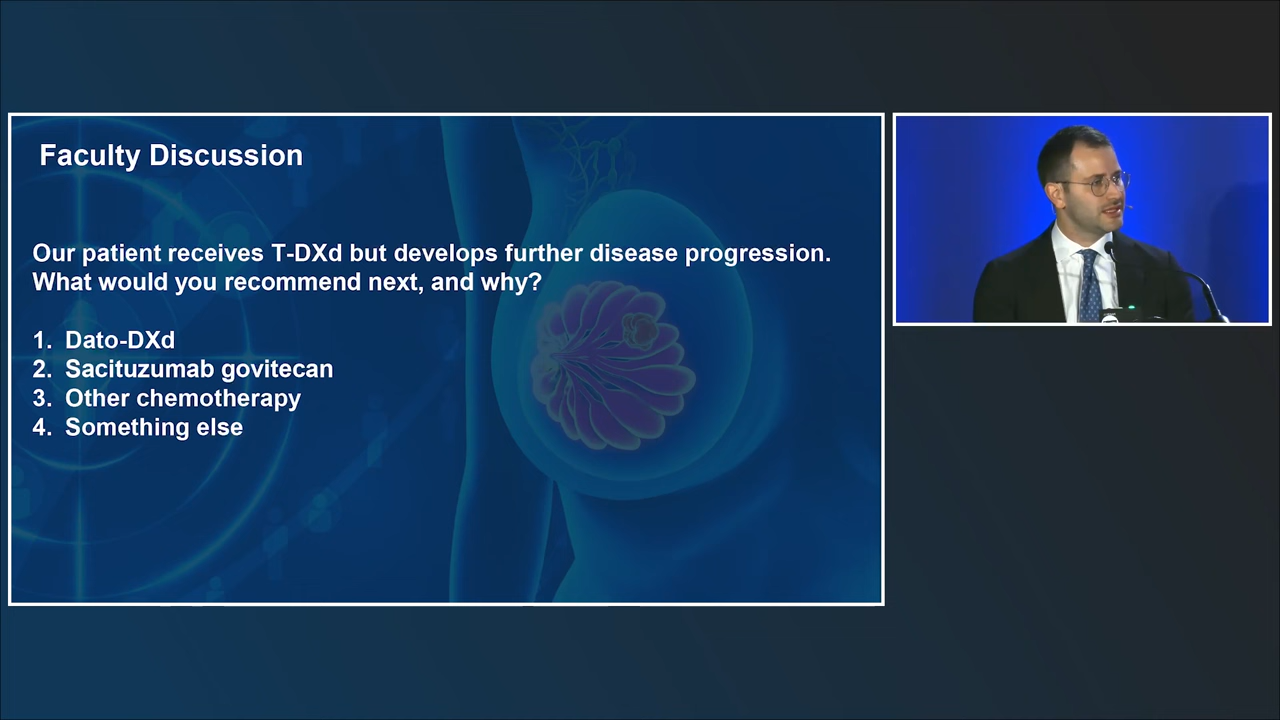 Faculty Discussion
Our patient receives T-DXd but develops further disease progression.
What would you recommend next, and why?
1. Dato-DXd
2. Sacituzumab govitecan
3. Other chemotherapy
4. Something else